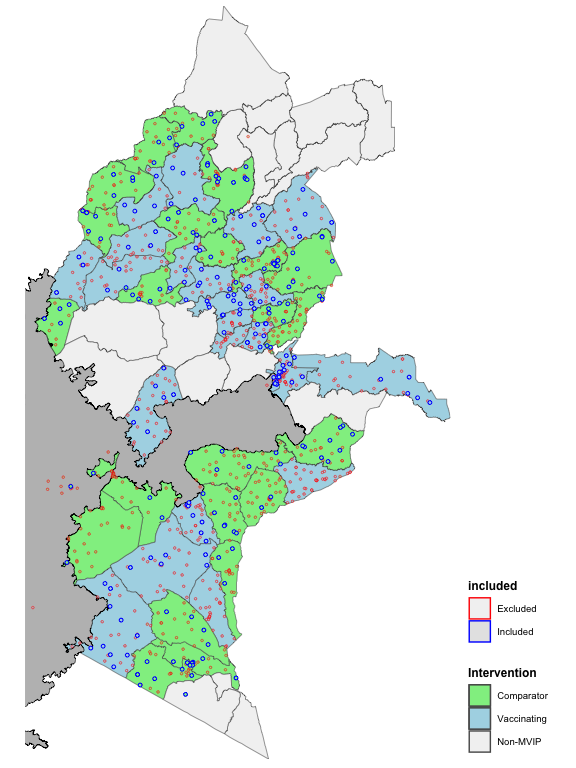 included
Excluded
Included
Intervention
Comparator
Vaccinating
Non-MVIP